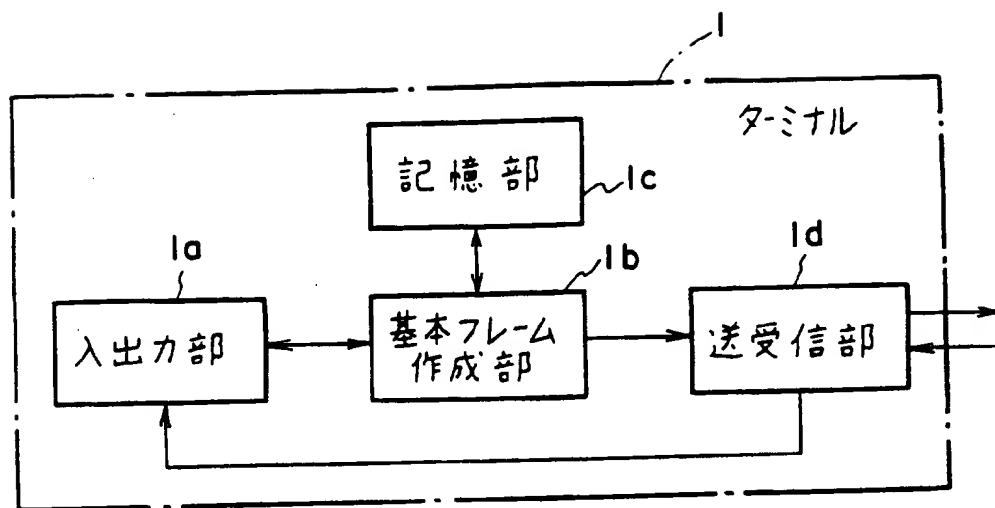 1
ターミナル
記憶部
1c
1a
1b
1d
入出力部
基本フレーム
作成部
送受信部